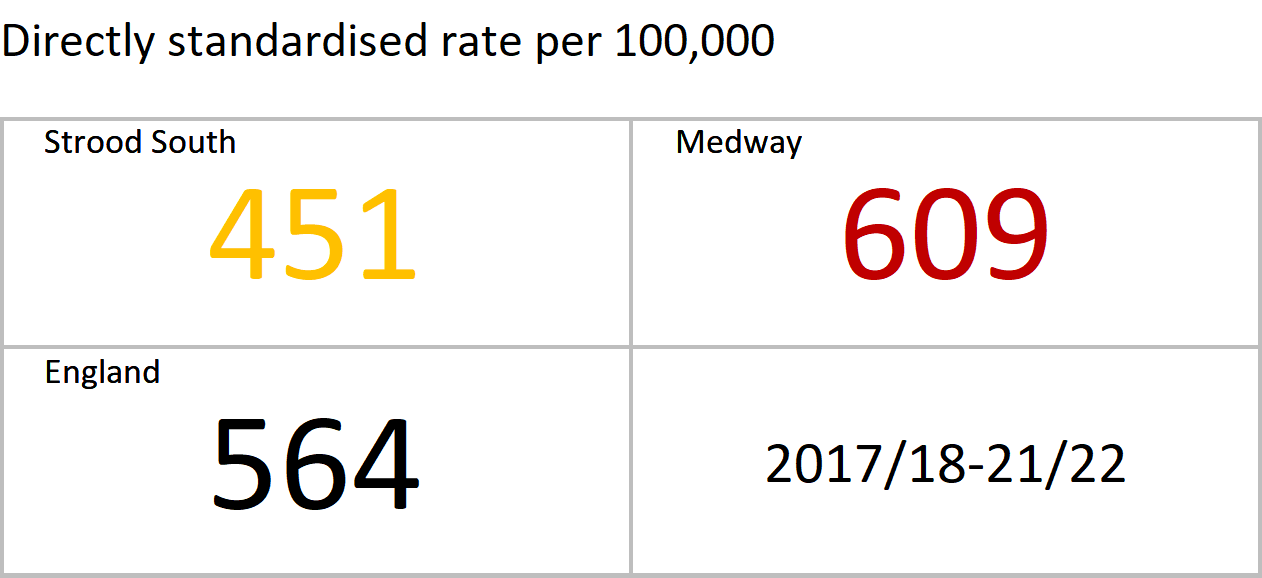 Directly standardised rate per 100,000
Strood South
451
Medway
609
England
564
2017/18-21/22